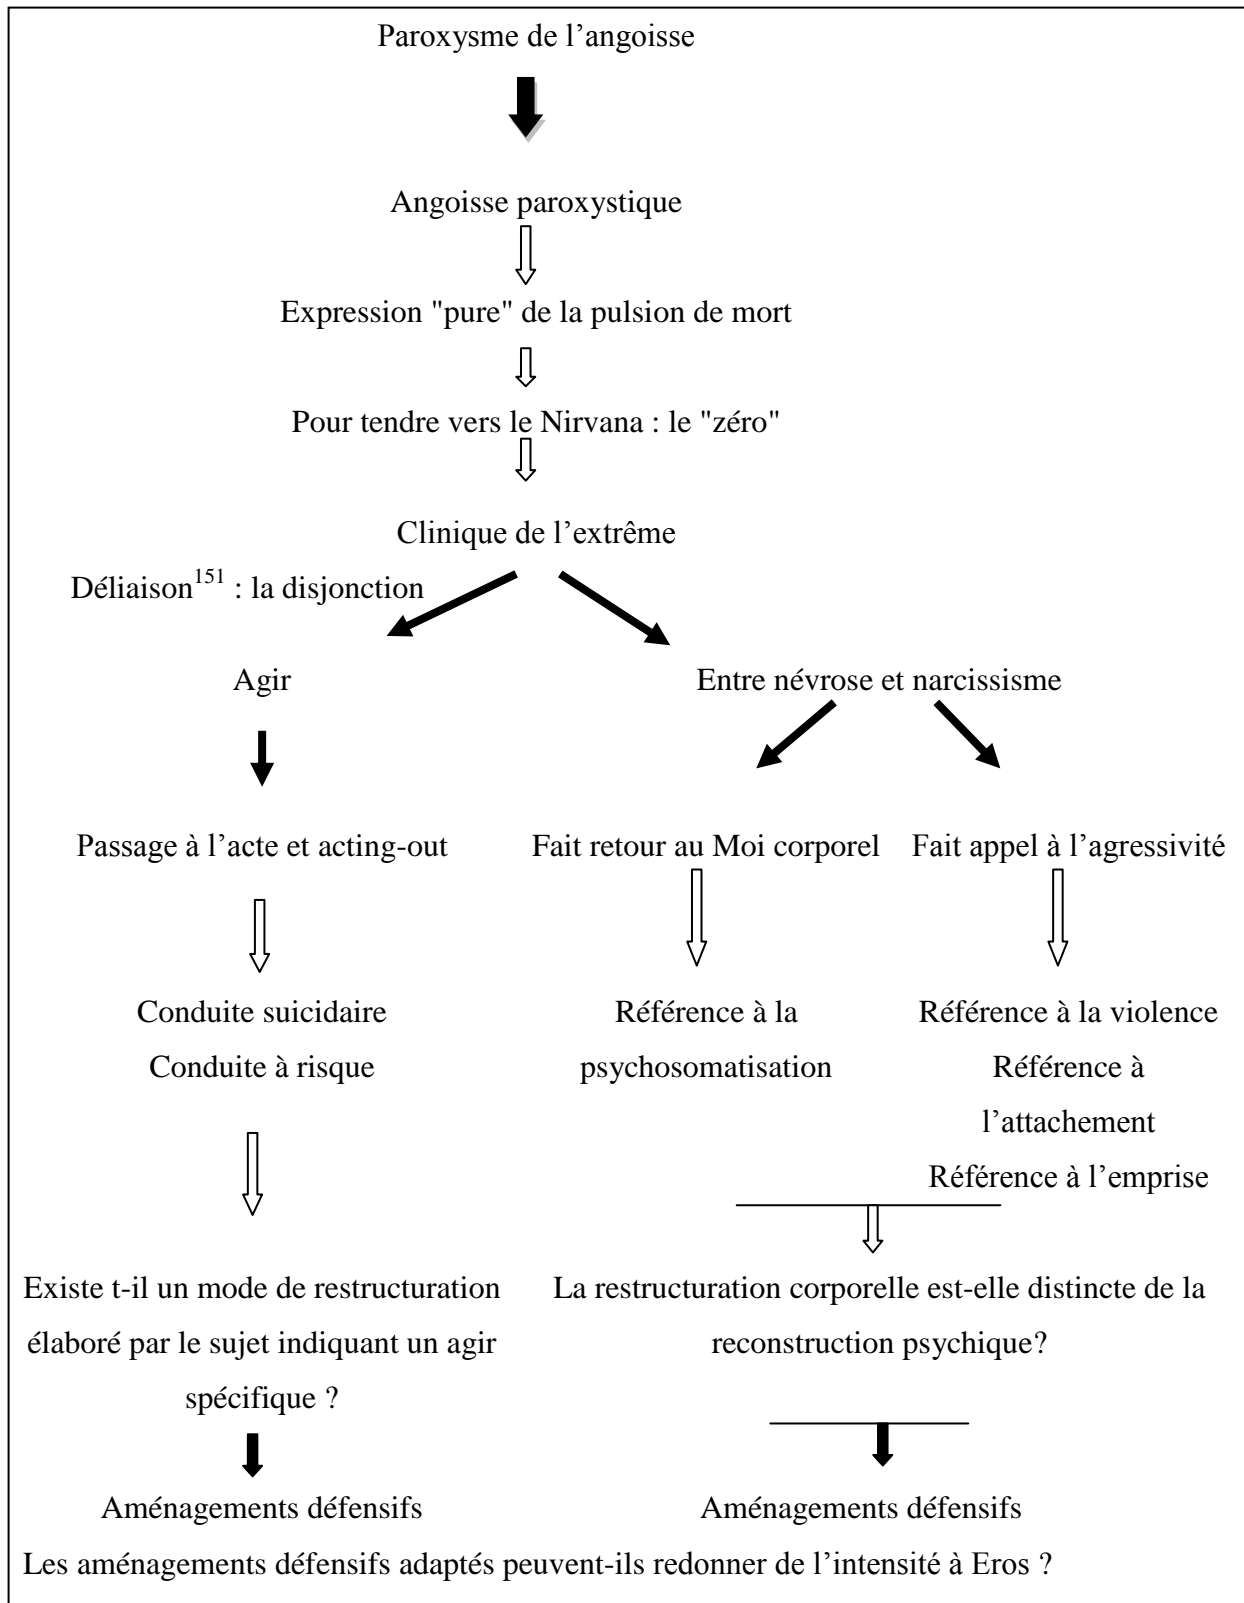 Paroxysme de l’angoisse
Angoisse paroxystique
Expression "pure" de la pulsion de mort
Pour tendre vers le Nirvana : le "zéro"
Clinique de l’extrême
Déliaison151 : la disjonction
Agir
Entre névrose et narcissisme
Passage à l’acte et acting-out
Fait retour au Moi corporel
Fait appel à l’agressivité
Conduite suicidaire
Conduite à risque
Référence à la
psychosomatisation
Référence à la violence
Référence à
l’attachement
Référence à l’emprise
Existe t-il un mode de restructuration
élaboré par le sujet indiquant un agir
spécifique ?
La restructuration corporelle est-elle distincte de la
reconstruction psychique?
Aménagements défensifs
Aménagements défensifs
Les aménagements défensifs adaptés peuvent-ils redonner de l’intensité à Eros ?